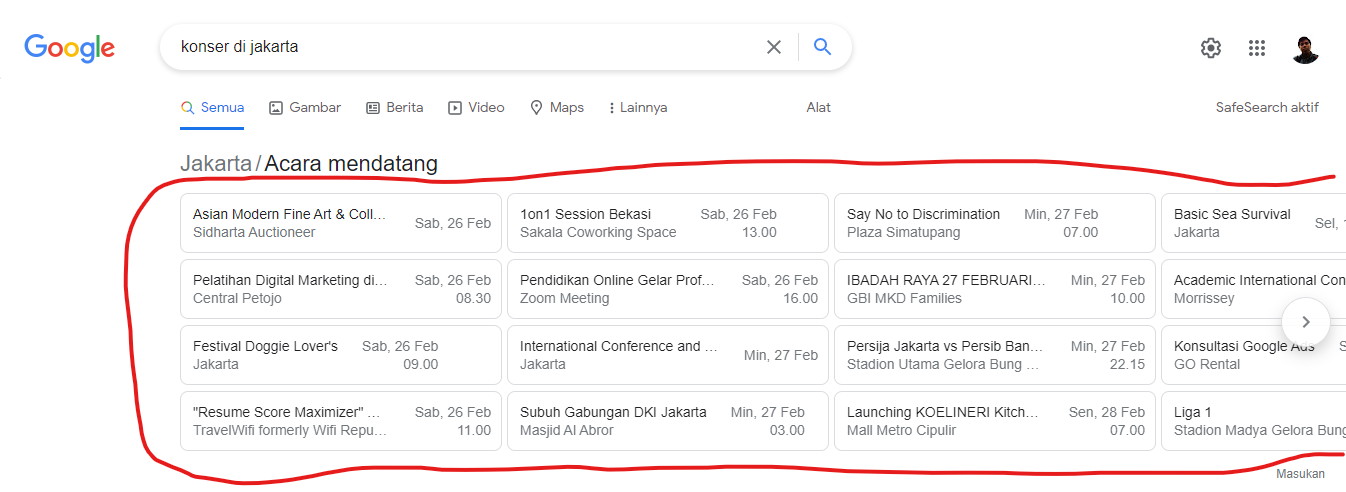 Google
konser di jakarta
Semua Gambar Berita Video Maps Lainnya Alat SafeSearch aktif
Jakarta/Acara mendatang
Asian Modern Fine Art & Coll...
Sidharta Auctioneer
Sab, 26 Feb
1on1 Session Bekasi
Sakala Coworking Space
Sab, 26 Feb
13.00
Say No to Discrimination
Plaza Simatupang
Min, 27 Feb
07.00
Basic Sea Survival
Jakarta
Sel,
Pelatihan Digital Marketing di...
Central Petojo
Sab, 26 Feb
08.30
Pendidikan Online Gelar Prof...
Zoom Meeting
Sab, 26 Feb
16.00
IBADAH RAYA 27 FEBRUARI...
GBI MKD Families
Min, 27 Feb
10.00
Academic International Con
Morrissey
Festival Doggie Lover's
Jakarta
Sab, 26 Feb
09.00
International Conference and ...
Jakarta
Min, 27 Feb
Persija Jakarta vs Persib Ban...
Stadion Utama Gelora Bung ...
Min, 27 Feb
22.15
Konsultasi Google Ads
GO Rental
S
"Resume Score Maximizer" ...
TravelWifi formerly Wifi Repu...
Sab, 26 Feb
11.00
Subuh Gabungan DKI Jakarta
Masjid Al Abror
Min, 27 Feb
03.00
Launching KOELINERI Kitch...
Mall Metro Cipulir
Sen, 28 Feb
07.00
Liga 1
Stadion Madya Gelora Bung
Masukan